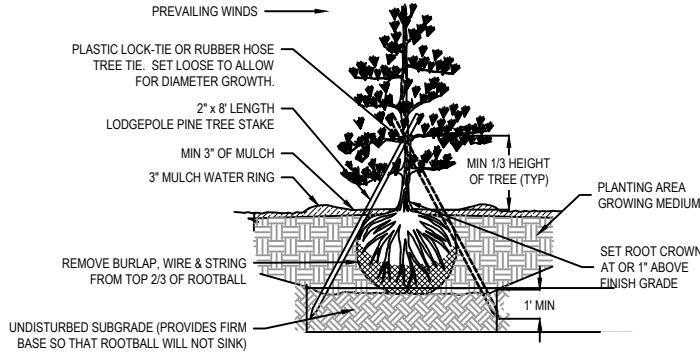 PREVAILING WINDS
PLASTIC LOCK-TIE OR RUBBER HOSE
TREE TIE. SET LOOSE TO ALLOW
FOR DIAMETER GROWTH.
2" x 8' LENGTH
LODGEPOLE PINE TREE STAKE
MIN 3" OF MULCH
3" MULCH WATER RING
REMOVE BURLAP, WIRE & STRING
FROM TOP 2/3 OF ROOTBALL
UNDISTURBED SUBGRADE (PROVIDES FIRM
BASE SO THAT ROOTBALL WILL NOT SINK)
MIN 1/3 HEIGHT
OF TREE (TYP)
PLANTING AREA
GROWING MEDIUM
SET ROOT CROWN
AT OR 1" ABOVE
FINISH GRADE
1' MIN